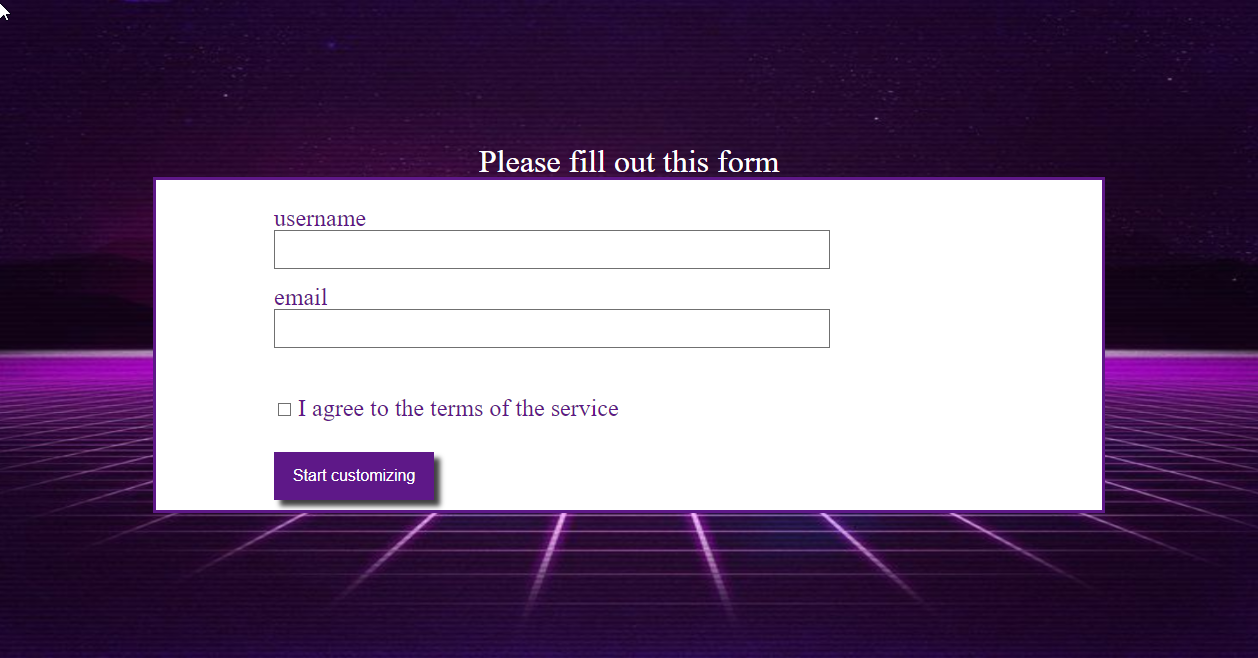 Please fill out this form
username
email
I agree to the terms of the service
Start customizing